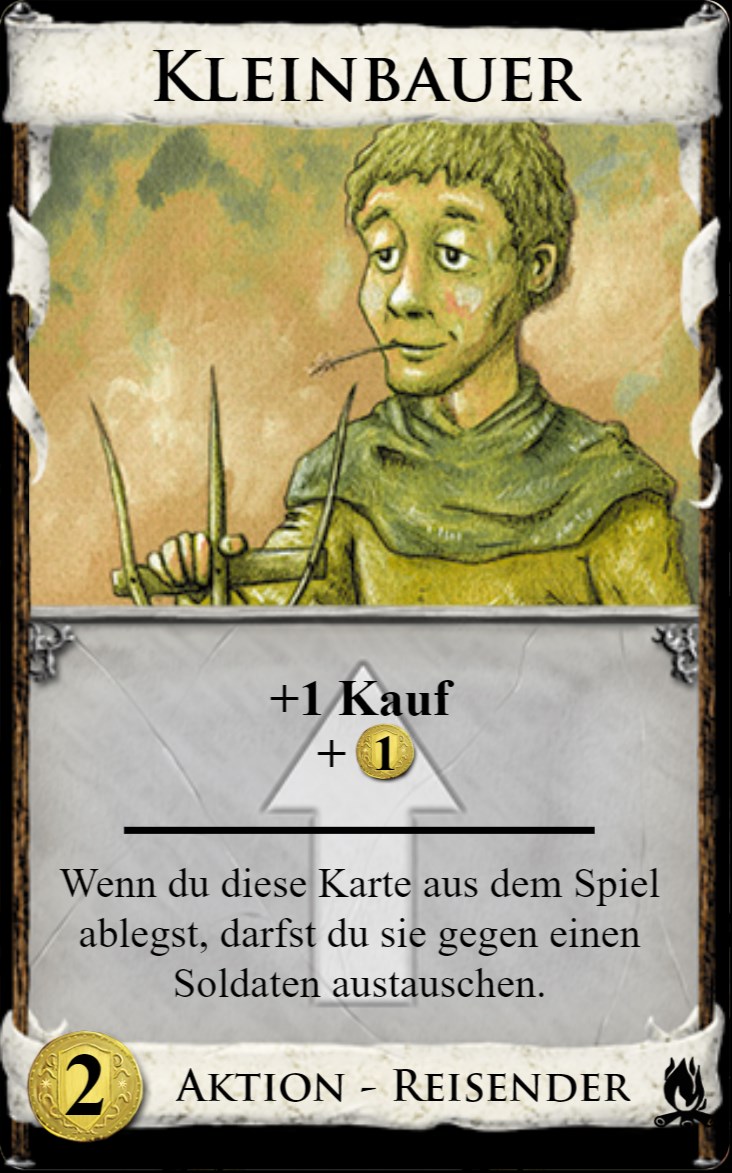 Kleinbauer
+1 Kauf
+ 1
Wenn du diese Karte aus dem Spiel
ablegst, darfst du sie gegen einen
Soldaten austauschen.
2 Aktion - Reisender